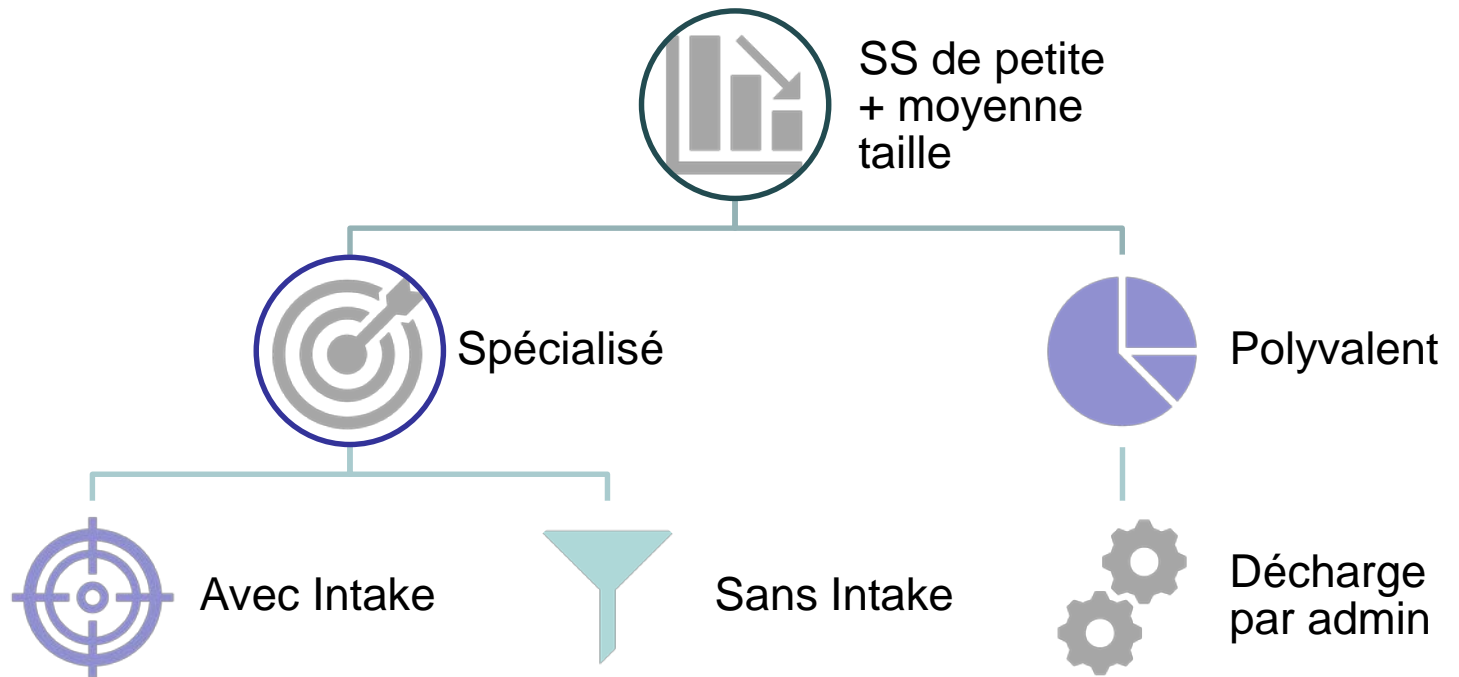 SS de petite
+ moyenne
taille
Spécialisé
Polyvalent
Avec Intake
Sans Intake
Décharge
par admin